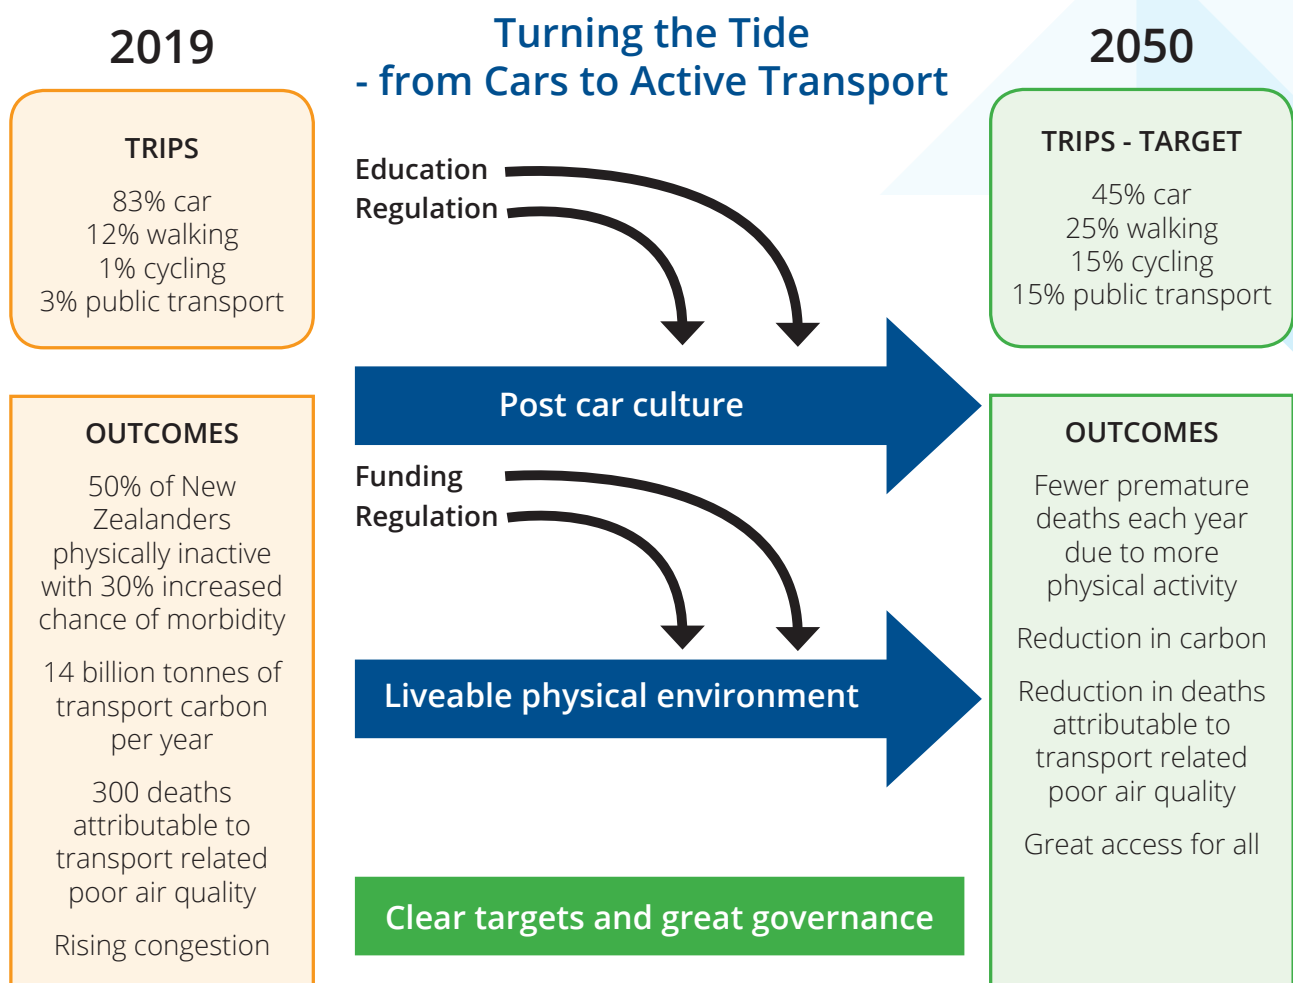 2019
TRIPS
83% car
12% walking
1% cycling
3% public transport
OUTCOMES
50% of New
Zealanders
physically inactive
with 30% increased
chance of morbidity
14 billion tonnes of
transport carbon
per year
300 deaths
attributable to
transport related
poor air quality
Rising congestion
Turning the Tide
- from Cars to Active Transport
Education
Regulation
Post car culture
Funding
Regulation
Liveable physical environment
Clear targets and great governance
2050
TRIPS - TARGET
45% car
25% walking
15% cycling
15% public transport
OUTCOMES
Fewer premature
deaths each year
due to more
physical activity
Reduction in carbon
Reduction in deaths
attributable to
transport related
poor air quality
Great access for all